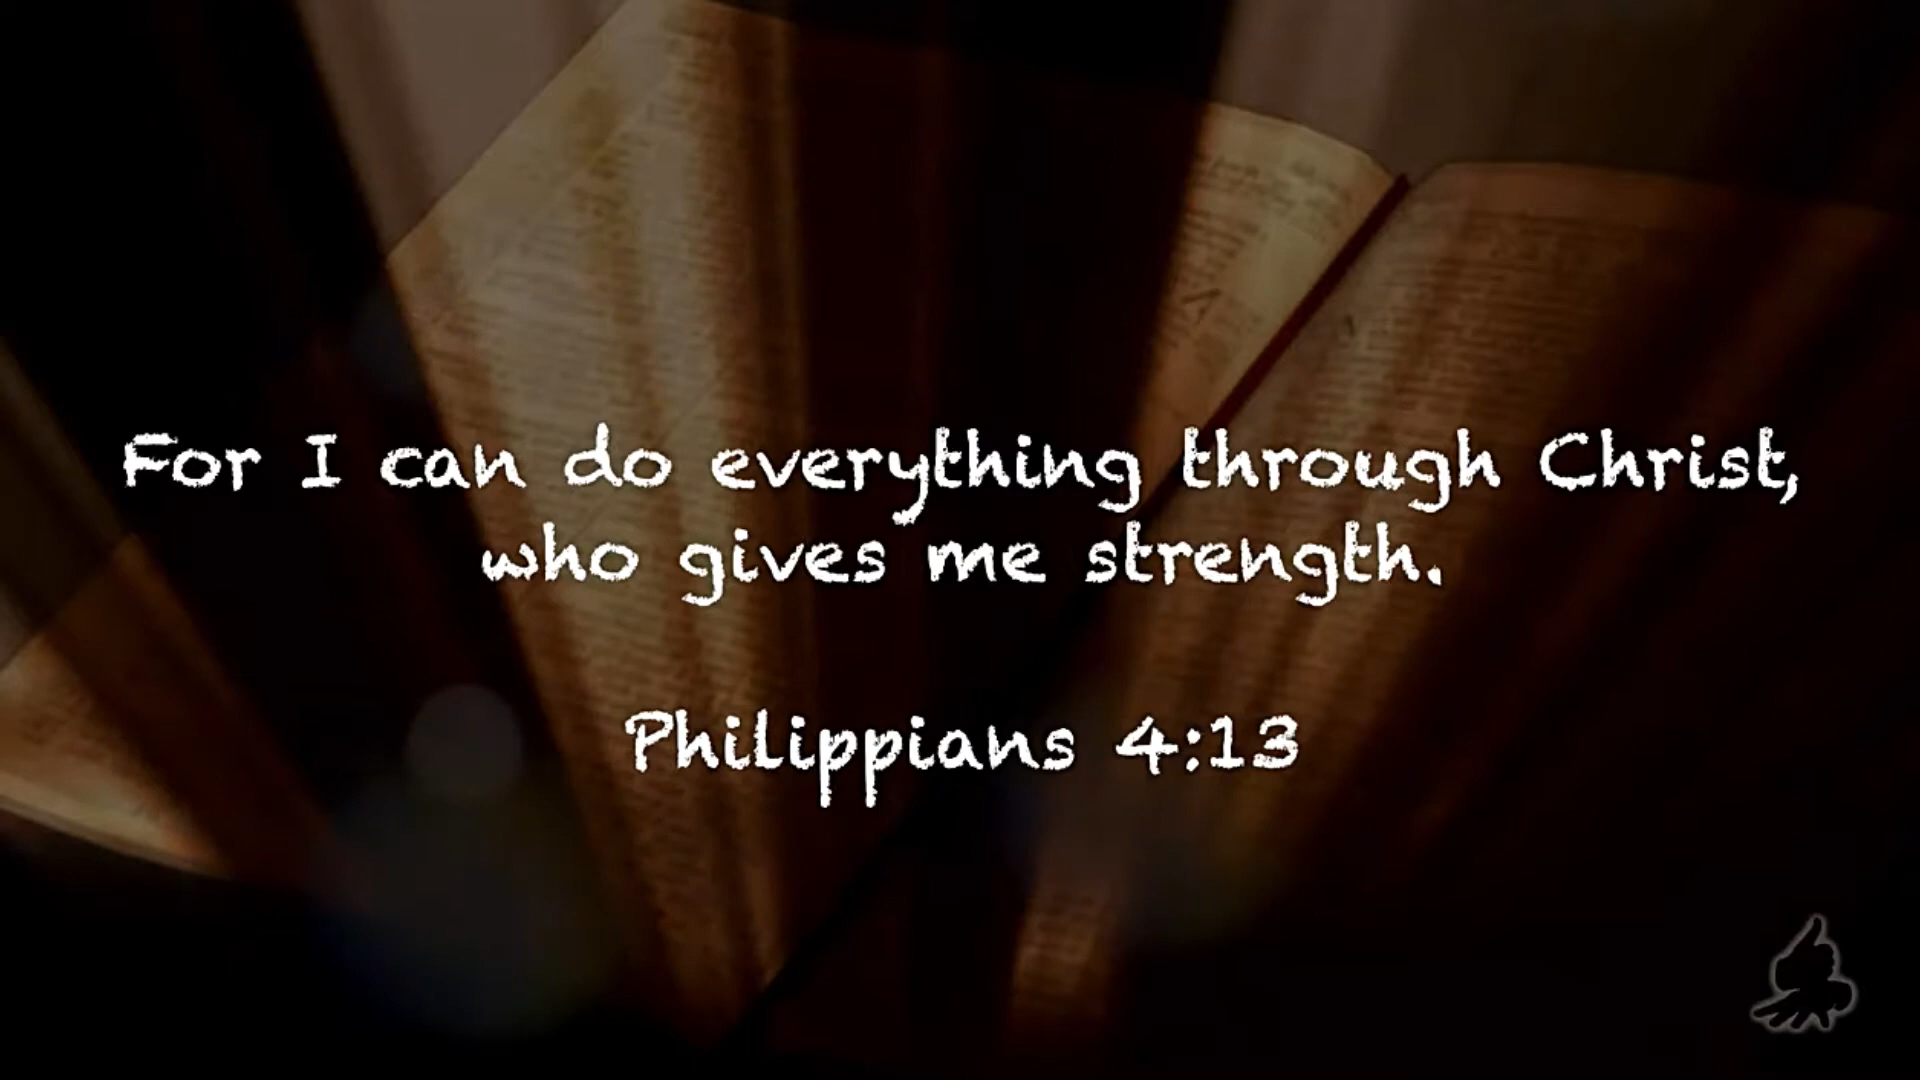 For I can do everything through Christ,
who gives me strength.
Philippians 4:13